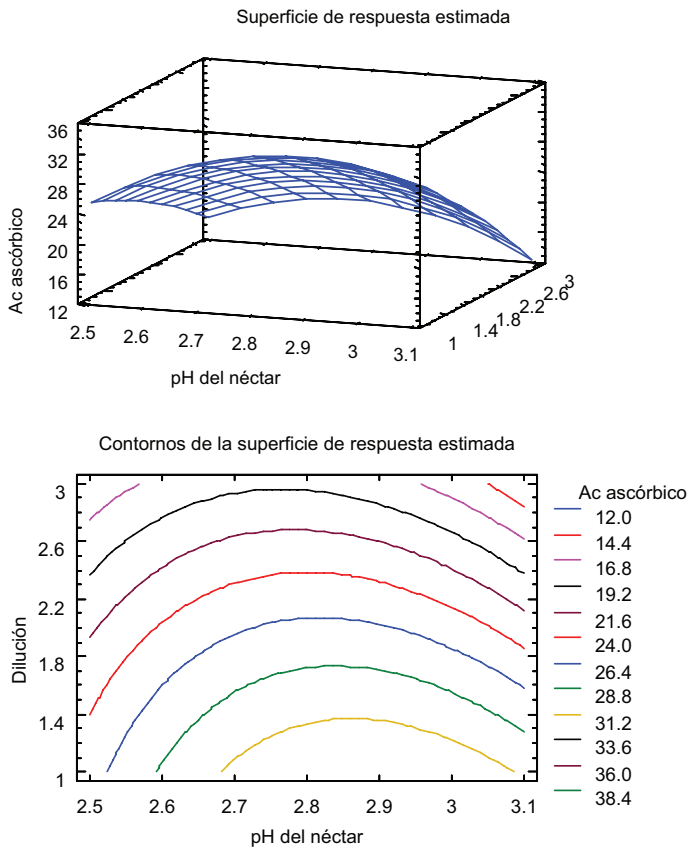 Superficie de respuesta estimada
Ac ascórbico
36
32
28
24
20
16
12
2.5 2.6 2.7 2.8 2.9 3 3.1
1 1.4 1.8 2.2 2.6 3
pH del néctar
Contornos de la superficie de respuesta estimada
Dilución
3
2.6
2.2
1.8
1.4
1
2.5 2.6 2.7 2.8 2.9 3 3.1
pH del néctar
Ac ascórbico
12.0
14.4
16.8
19.2
21.6
24.0
26.4
28.8
31.2
33.6
36.0
38.4